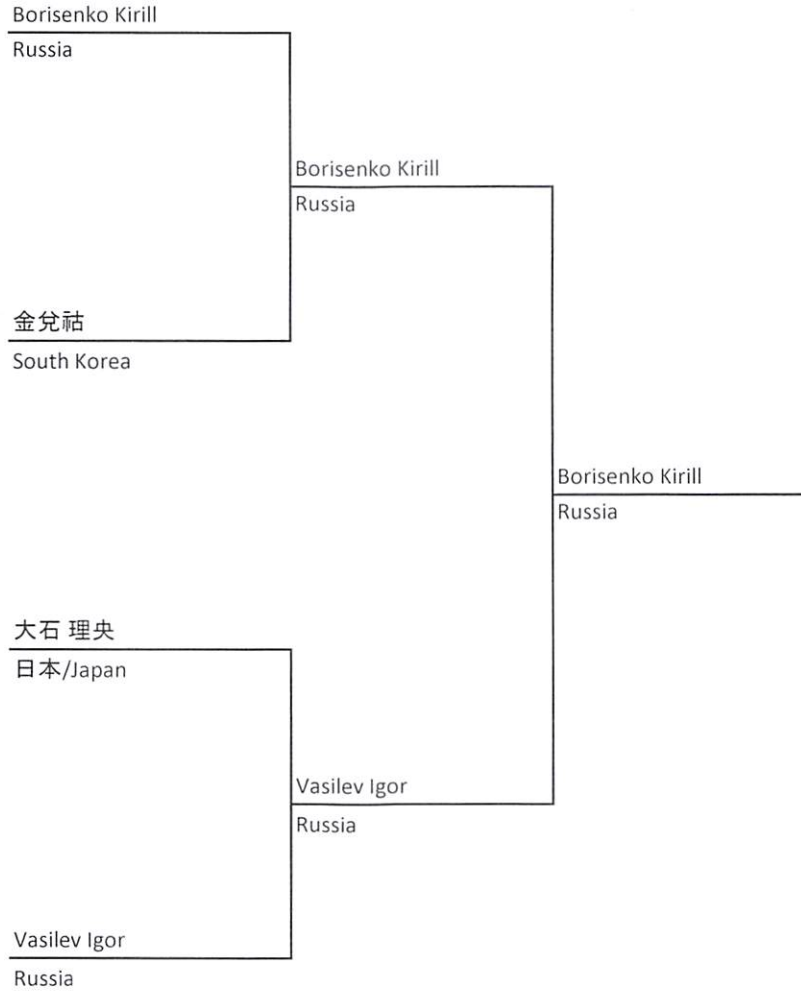 Borisenko Kirill
Russia
Borisenko Kirill
Russia
金兌祜
South Korea
Borisenko Kirill
Russia
大石 理央
日本/Japan
Vasilev Igor
Russia
Vasilev Igor
Russia